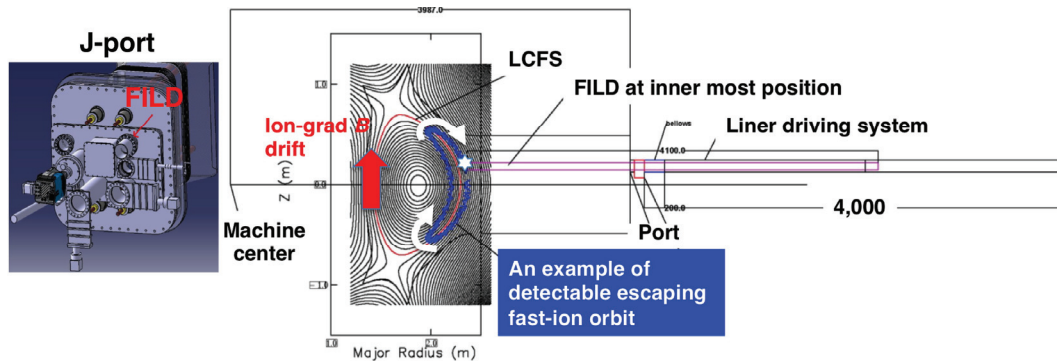 3987.0
J-port
FILD
LCFS
FILD at inner most position
Ion-grad B
drift
bellows
Liner driving system
4100.0
1.0
0.0
Z (m)
200.0
4,000
Machine
center
Port
An example of
detectable escaping
fast-ion orbit
-1.0
1.0
2.0
Major Radius (m)